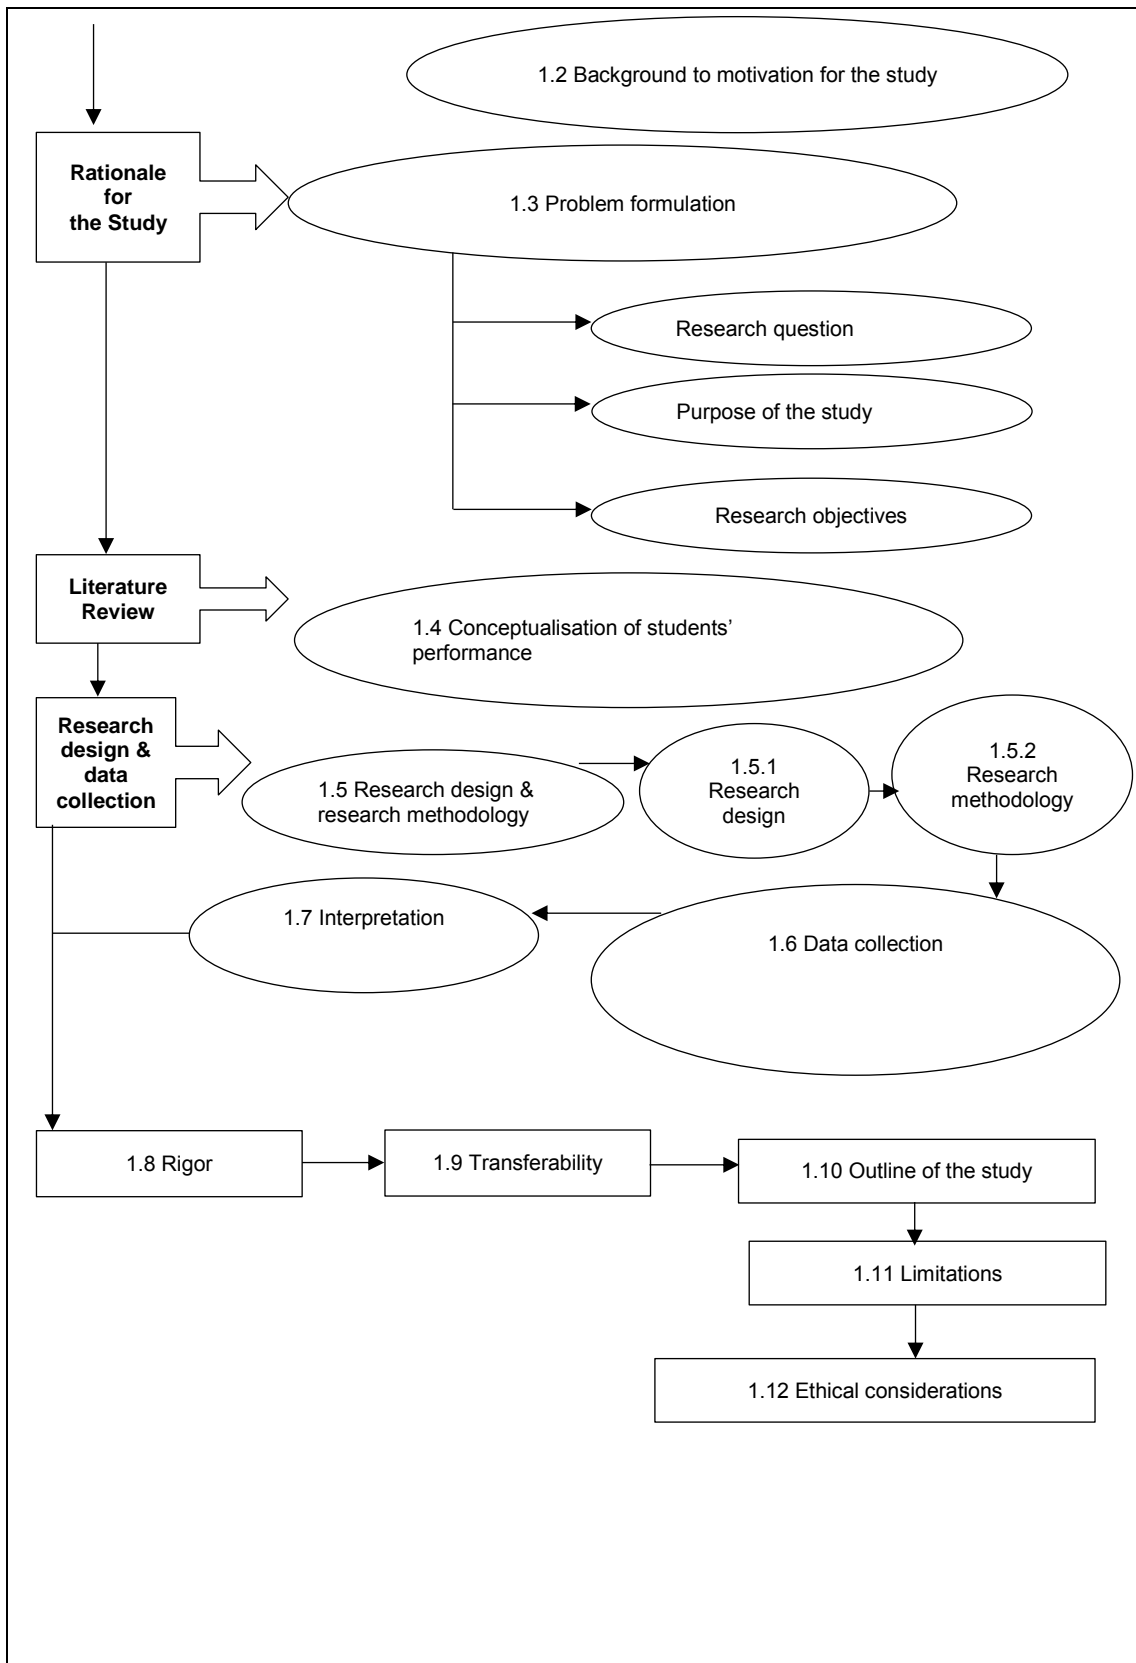 1.2 Background to motivation for the study
Rationale
for
the Study
1.3 Problem formulation
Research question
Purpose of the study
Research objectives
Literature
Review
1.4 Conceptualisation of students’
performance
Research
design &
data
collection
1.5 Research design &
research methodology
1.5.1
Research
design
1.5.2
Research
methodology
1.7 Interpretation
1.6 Data collection
1.8 Rigor
1.9 Transferability
1.10 Outline of the study
1.11 Limitations
1.12 Ethical considerations